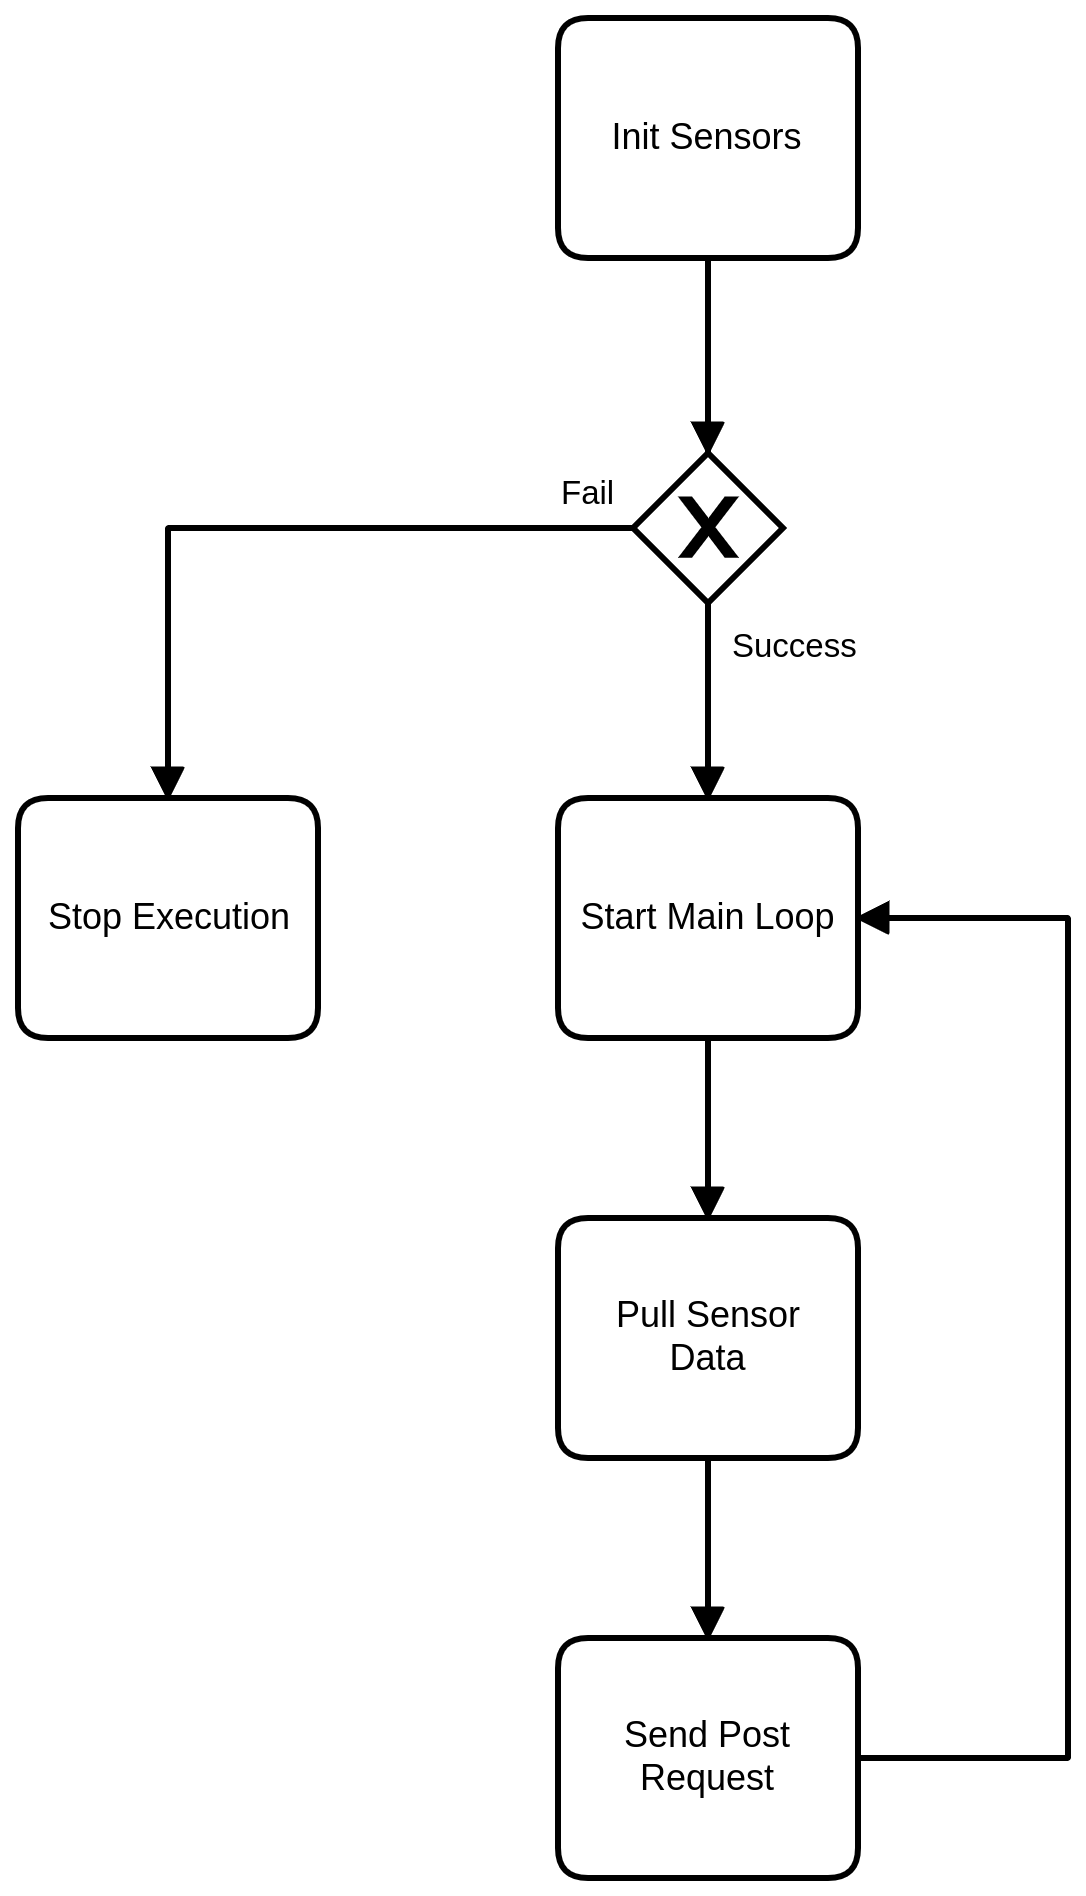 Init Sensors
Fail
X
Success
Stop Execution
Start Main Loop
Pull Sensor
Data
Send Post
Request